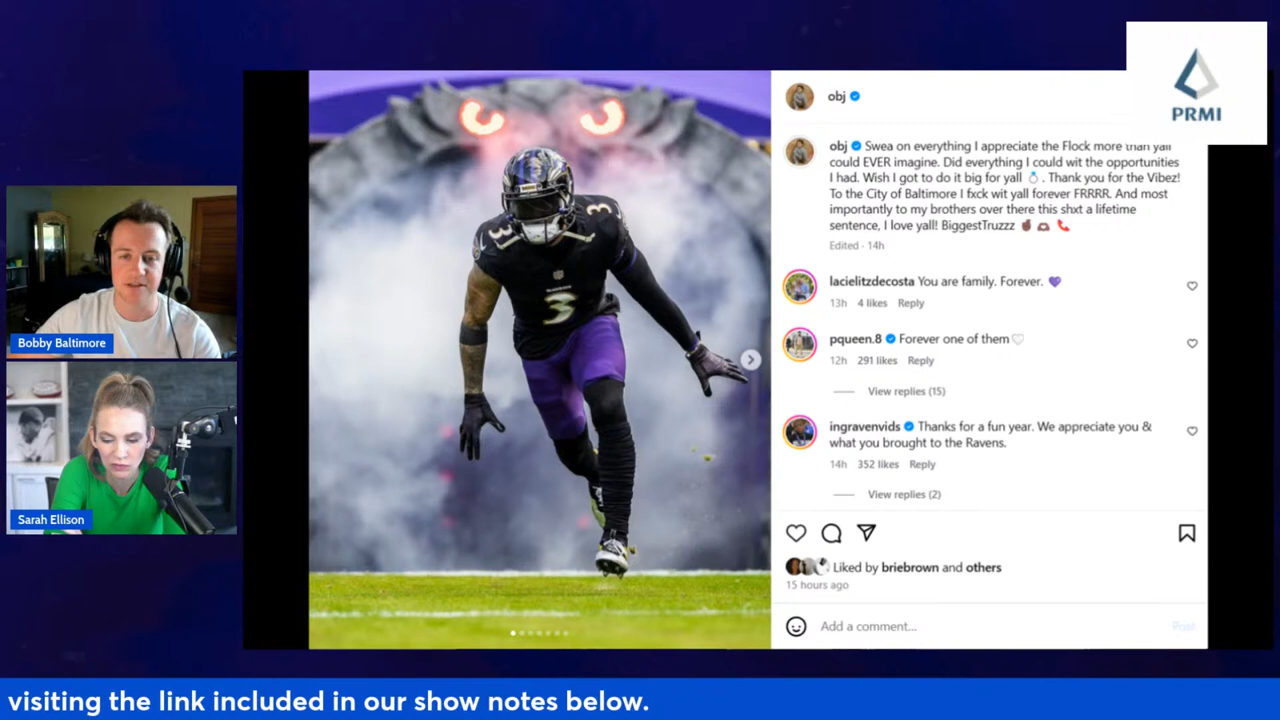 PRMI
obj
obj Swea on everything I appreciate the Flock more than yall
could EVER imagine. Did everything I could wit the opportunities
I had. Wish I got to do it big for yall 💍 . Thank you for the Vibez!
To the City of Baltimore I fxck wit yall forever FRRRR. And most
importantly to my brothers over there this shxt a lifetime
sentence, I love yall! BiggestTruzzz
Edited · 14h
lacielitzdecosta You are family. Forever. 💜
13h 4 likes Reply
pqueen.8 Forever one of them🤍
12h 291 likes Reply
View replies (15)
ingravenvids Thanks for a fun year. We appreciate you &
what you brought to the Ravens.
14h 352 likes Reply
View replies (2)
Liked by briebrown and others
15 hours ago
Add a comment...
Post
3
3
3
Bobby Baltimore
Sarah Ellison
visiting the link included in our show notes below.